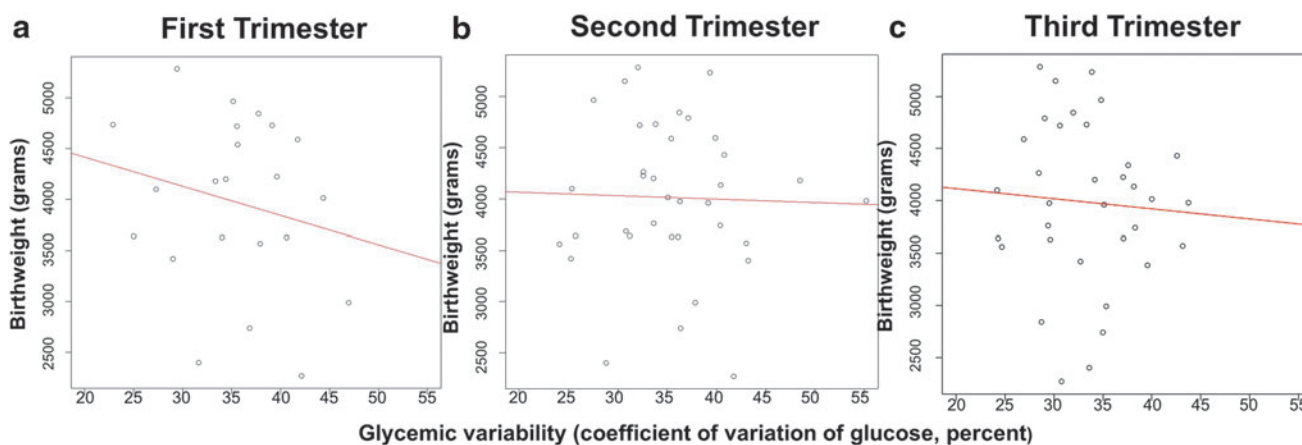 a First Trimester
b Second Trimester
c Third Trimester
Birthweight (grams)
5000
4500
4000
3500
3000
2500
20 25 30 35 40 45 50 55
Birthweight (grams)
5000
4500
4000
3500
3000
2500
20 25 30 35 40 45 50 55
Birthweight (grams)
5000
4500
4000
3500
3000
2500
20 25 30 35 40 45 50 55
Glycemic variability (coefficient of variation of glucose, percent)